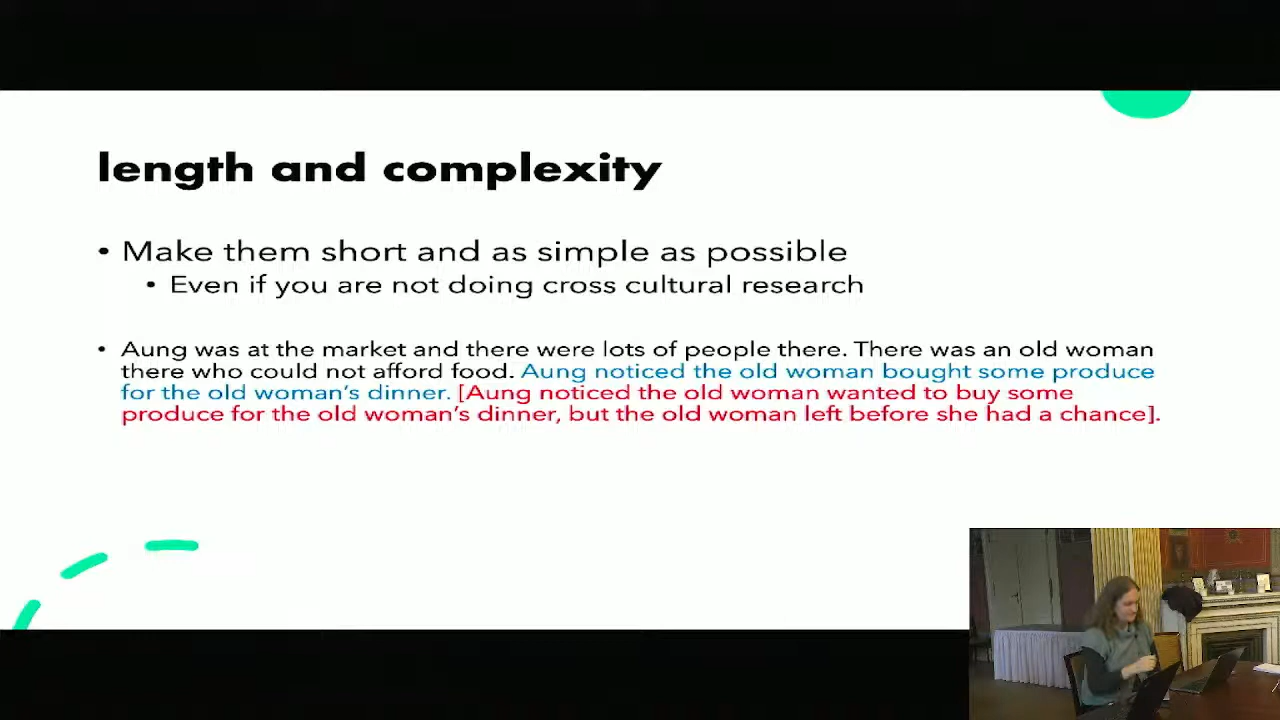 length and complexity
• Make them short and as simple as possible
• Even if you are not doing cross cultural research
• Aung was at the market and there were lots of people there. There was an old woman
there who could not afford food. Aung noticed the old woman bought some produce
for the old woman’s dinner. [Aung noticed the old woman wanted to buy some
produce for the old woman’s dinner, but the old woman left before she had a chance].